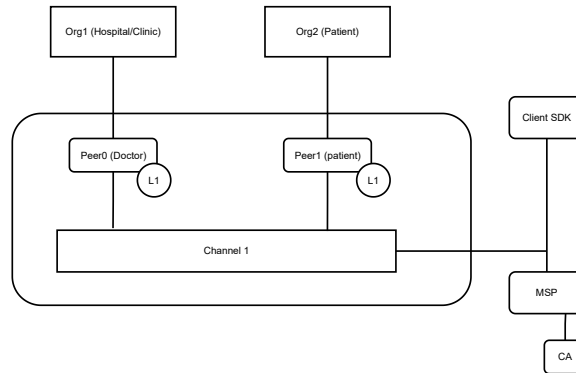 Org1 (Hospital/Clinic)
Org2 (Patient)
Client SDK
Peer0 (Doctor)
L1
Peer1 (patient)
L1
Channel 1
MSP
CA